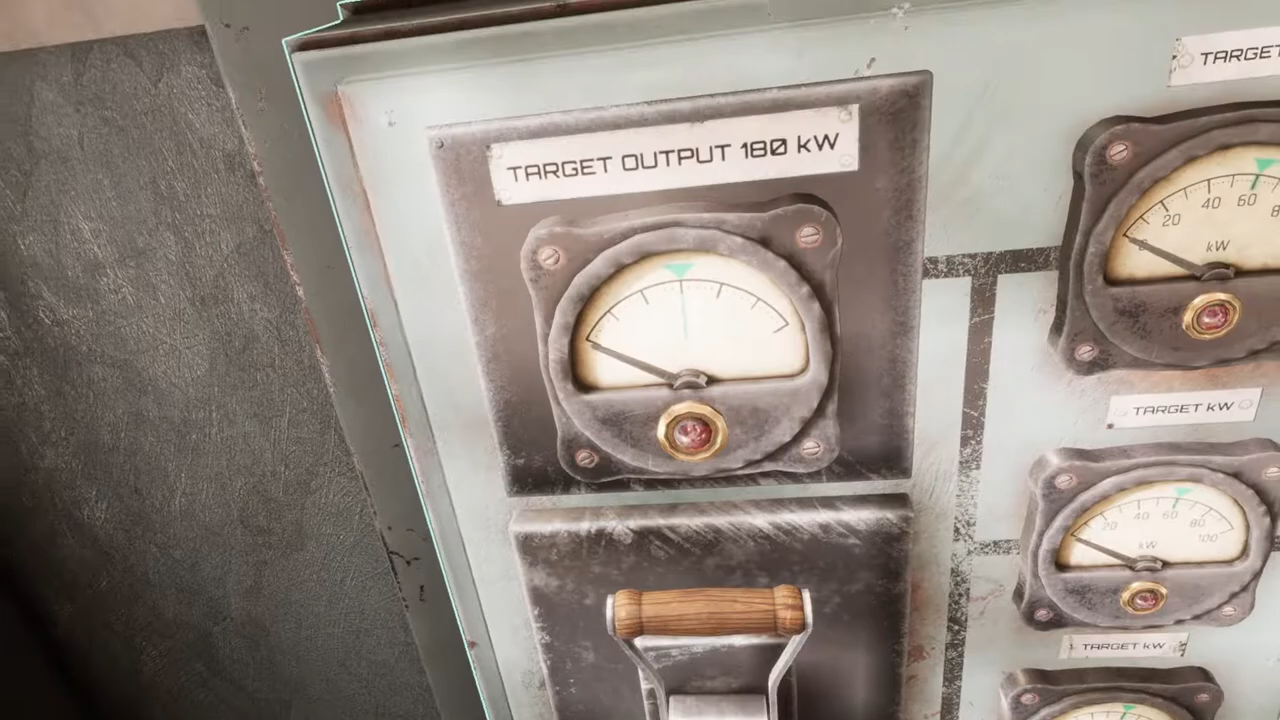 TARGET OUTPUT 180 kW
TARGET
20 40 60 8
kW
TARGET kW
20 40 60 80 100
kW
TARGET kW